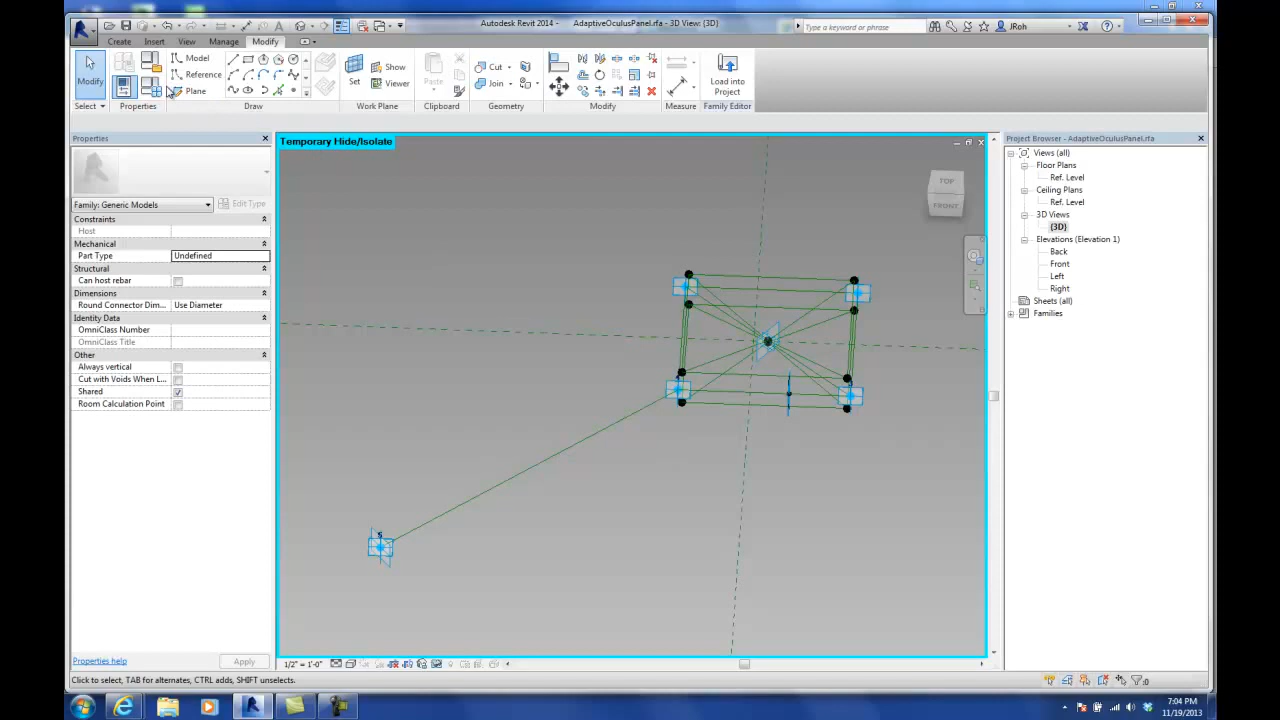 Autodesk Revit 2014 - AdaptiveOculusPanel.rfa - 3D View: {3D}
Type a keyword or phrase
JRoh
Create Insert View Manage Modify
Modify
Model
Reference
Plane
Set
Show
Viewer
Paste
Cut
Join
Load into
Project
Select Properties Draw Work Plane Clipboard Geometry Modify Measure Family Editor
Properties
Family: Generic Models
Edit Type
Constraints
Host
Mechanical
Part Type Undefined
Structural
Can host rebar
Dimensions
Round Connector Dim... Use Diameter
Identity Data
OmniClass Number
OmniClass Title
Other
Always vertical
Cut with Voids When L...
Shared
Room Calculation Point
Properties help
Apply
Temporary Hide/Isolate
TOP
FRONT
5
1/2" = 1'-0"
Project Browser - AdaptiveOculusPanel.rfa
Views (all)
Floor Plans
Ref. Level
Ceiling Plans
Ref. Level
3D Views
{3D}
Elevations (Elevation 1)
Back
Front
Left
Right
Sheets (all)
Families
Click to select, TAB for alternates, CTRL adds, SHIFT unselects.
:0
7:04 PM
11/19/2013